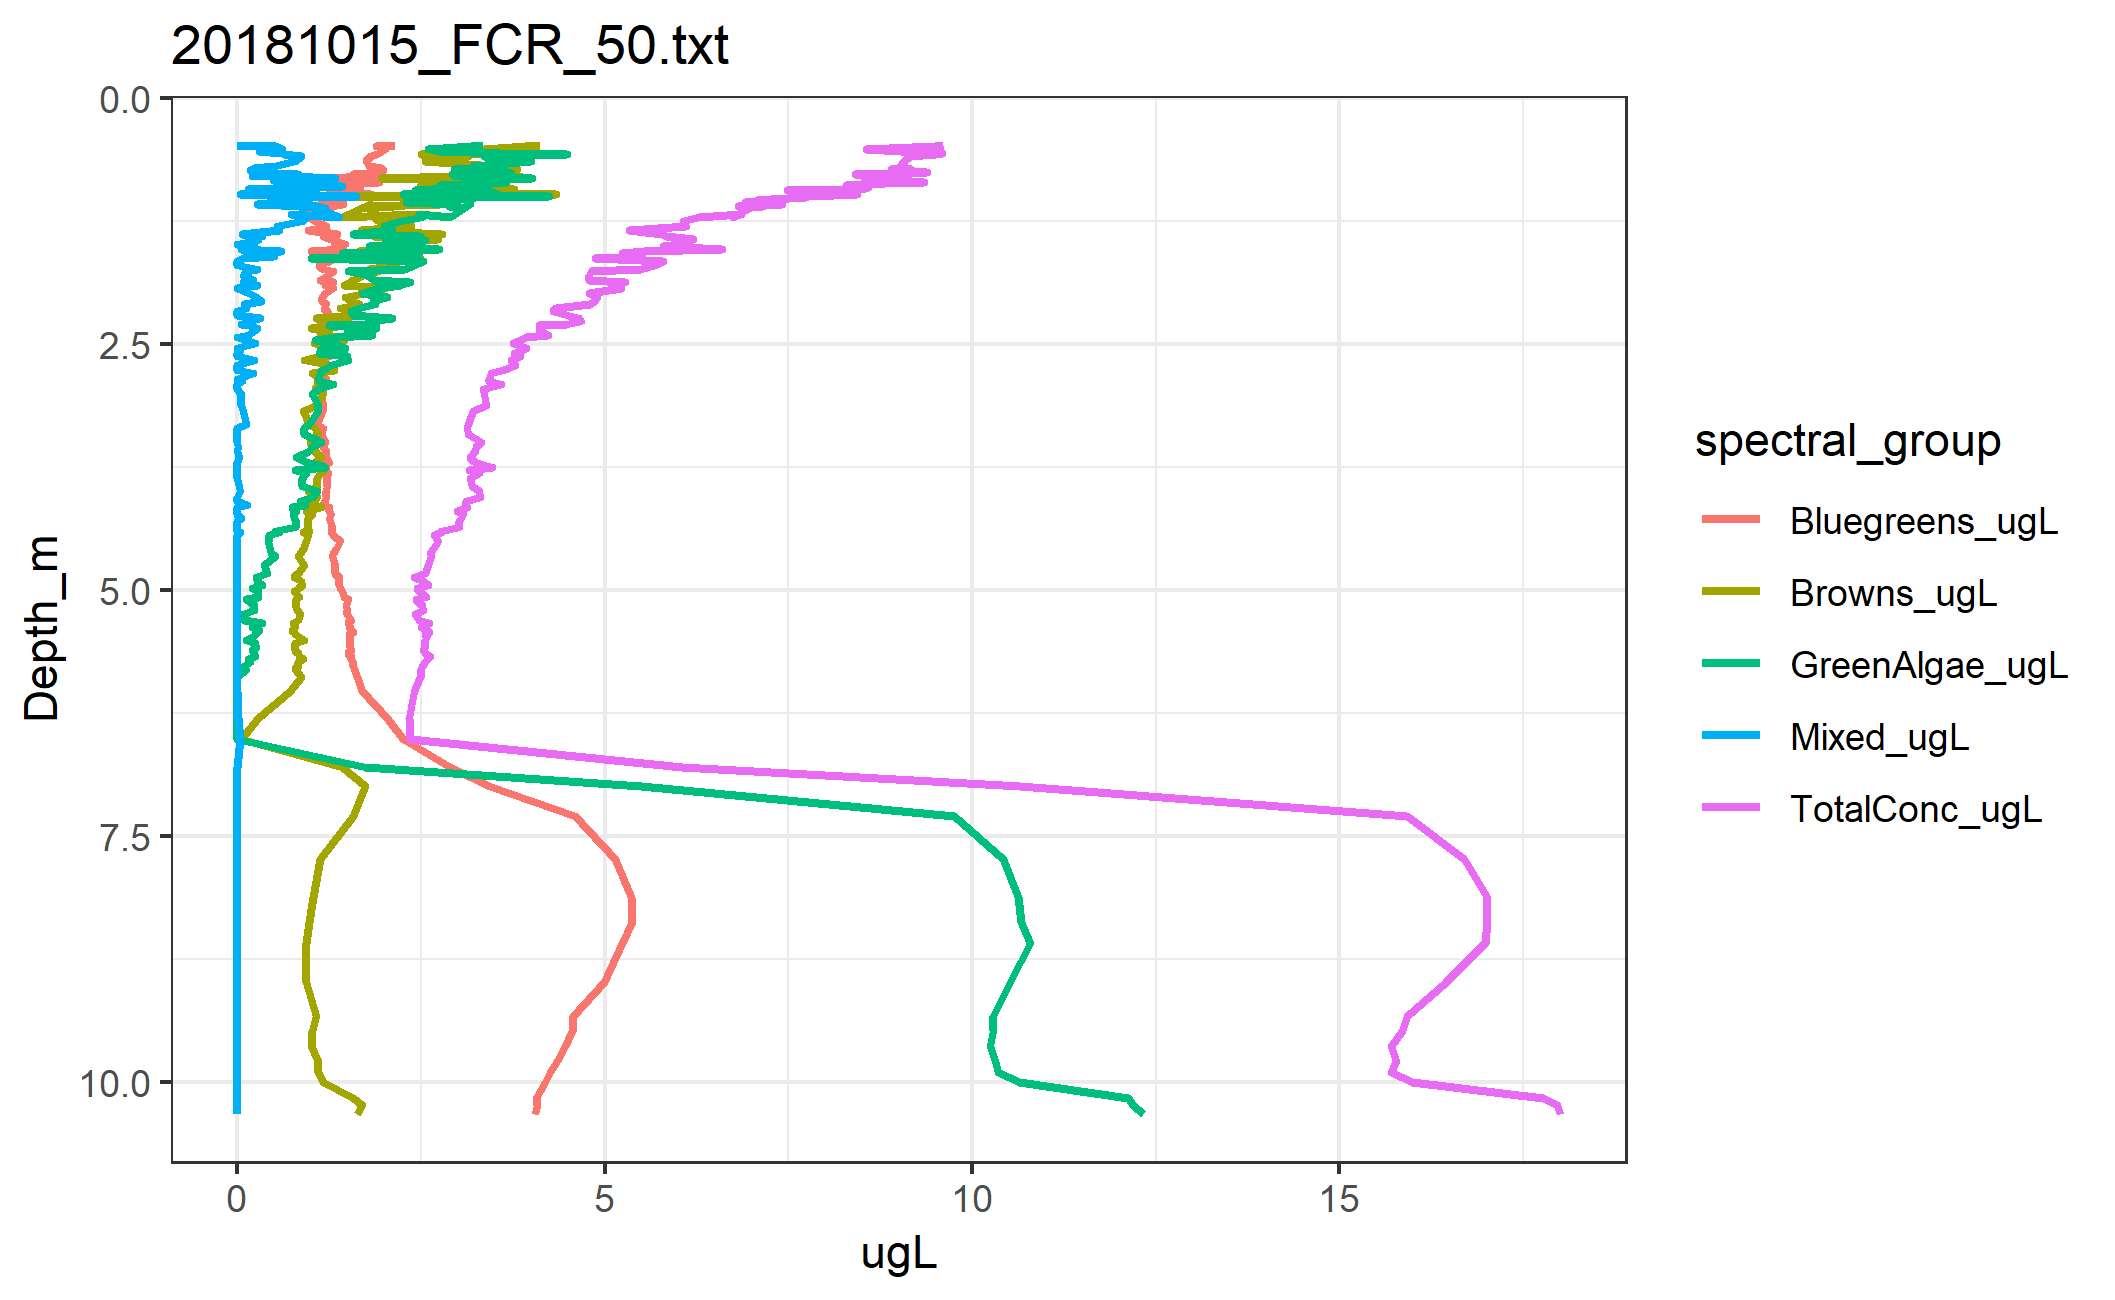 20181015_FCR_50.txt
0.0
2.5
5.0
7.5
10.0
Depth_m
0
5
10
15
ugL
spectral_group
Bluegreens_ugL
Browns_ugL
GreenAlgae_ugL
Mixed_ugL
TotalConc_ugL